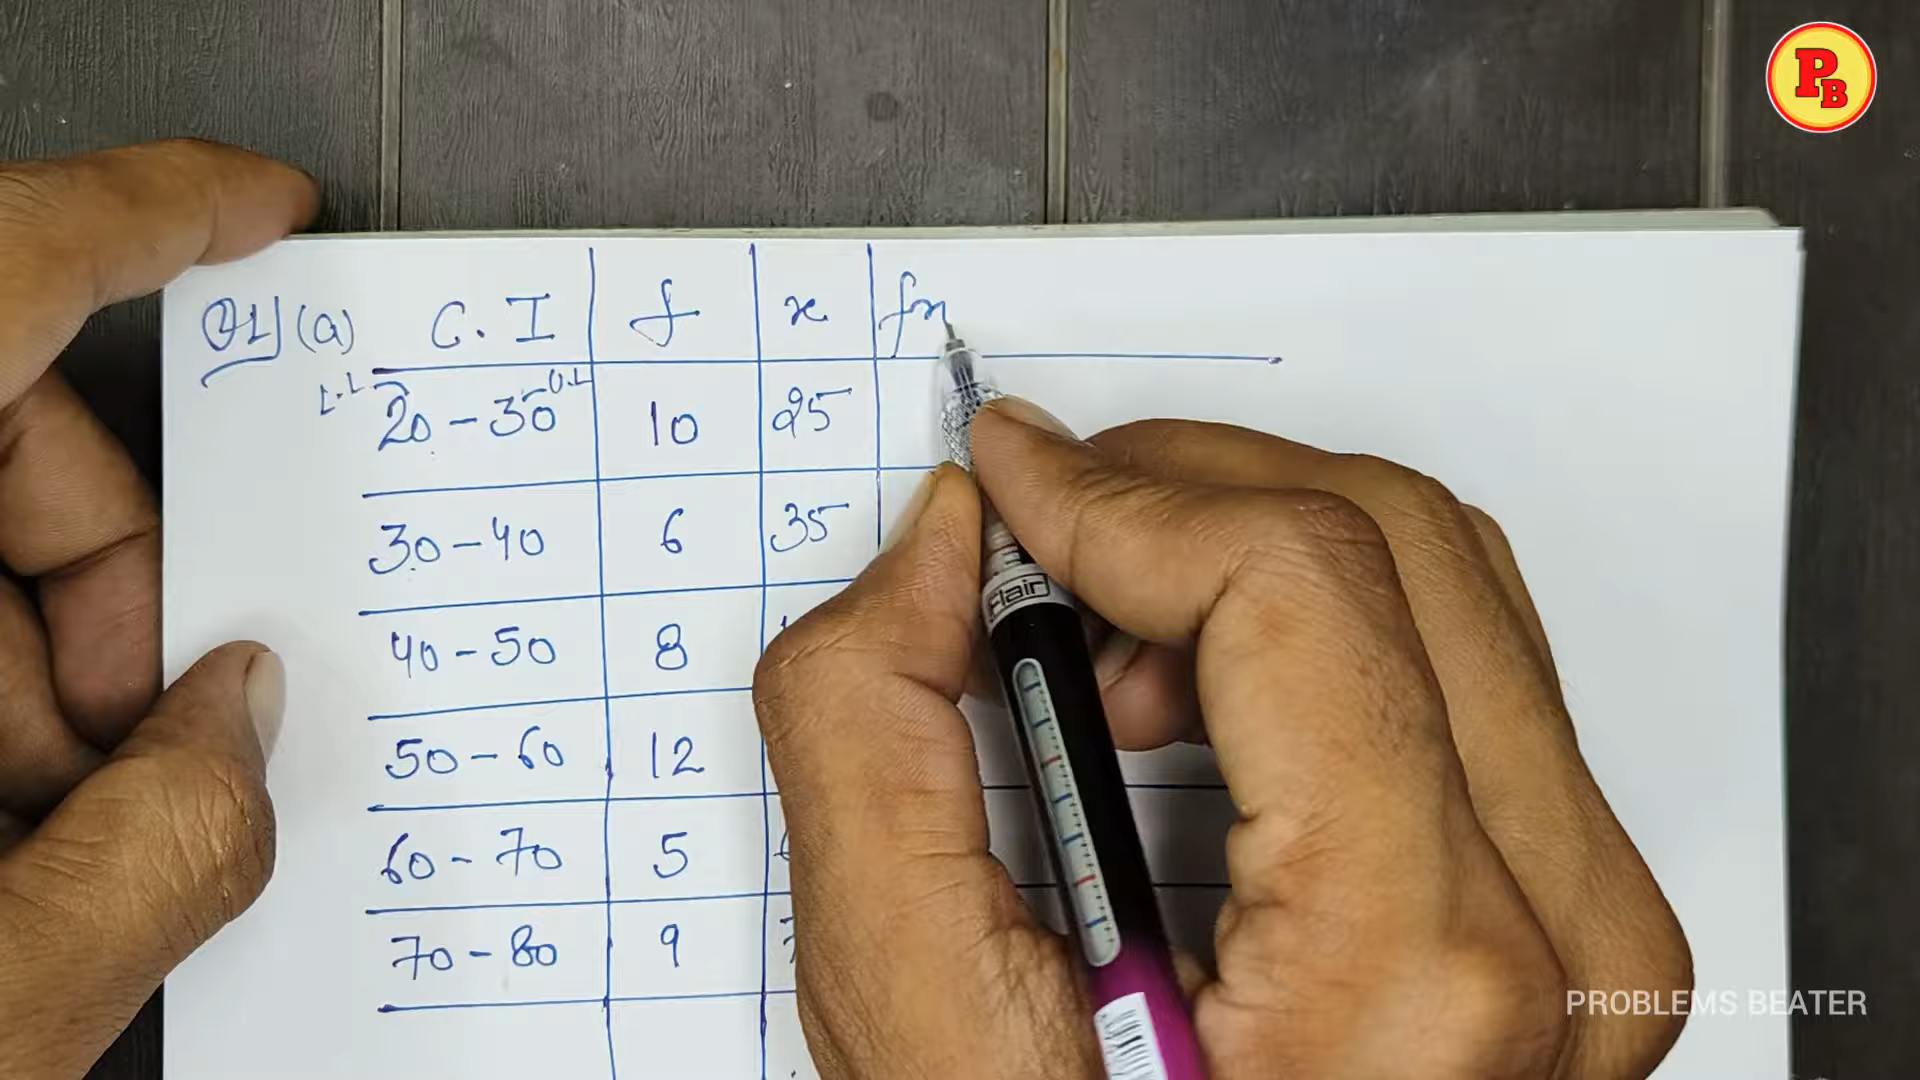 PB
Q1 (a) C.I f x fx
L.L U.L
20-30 10 25
30-40 6 35
Flair
40-50 8
50-60 12
60-70 5
70-80 9
PROBLEMS BEATER